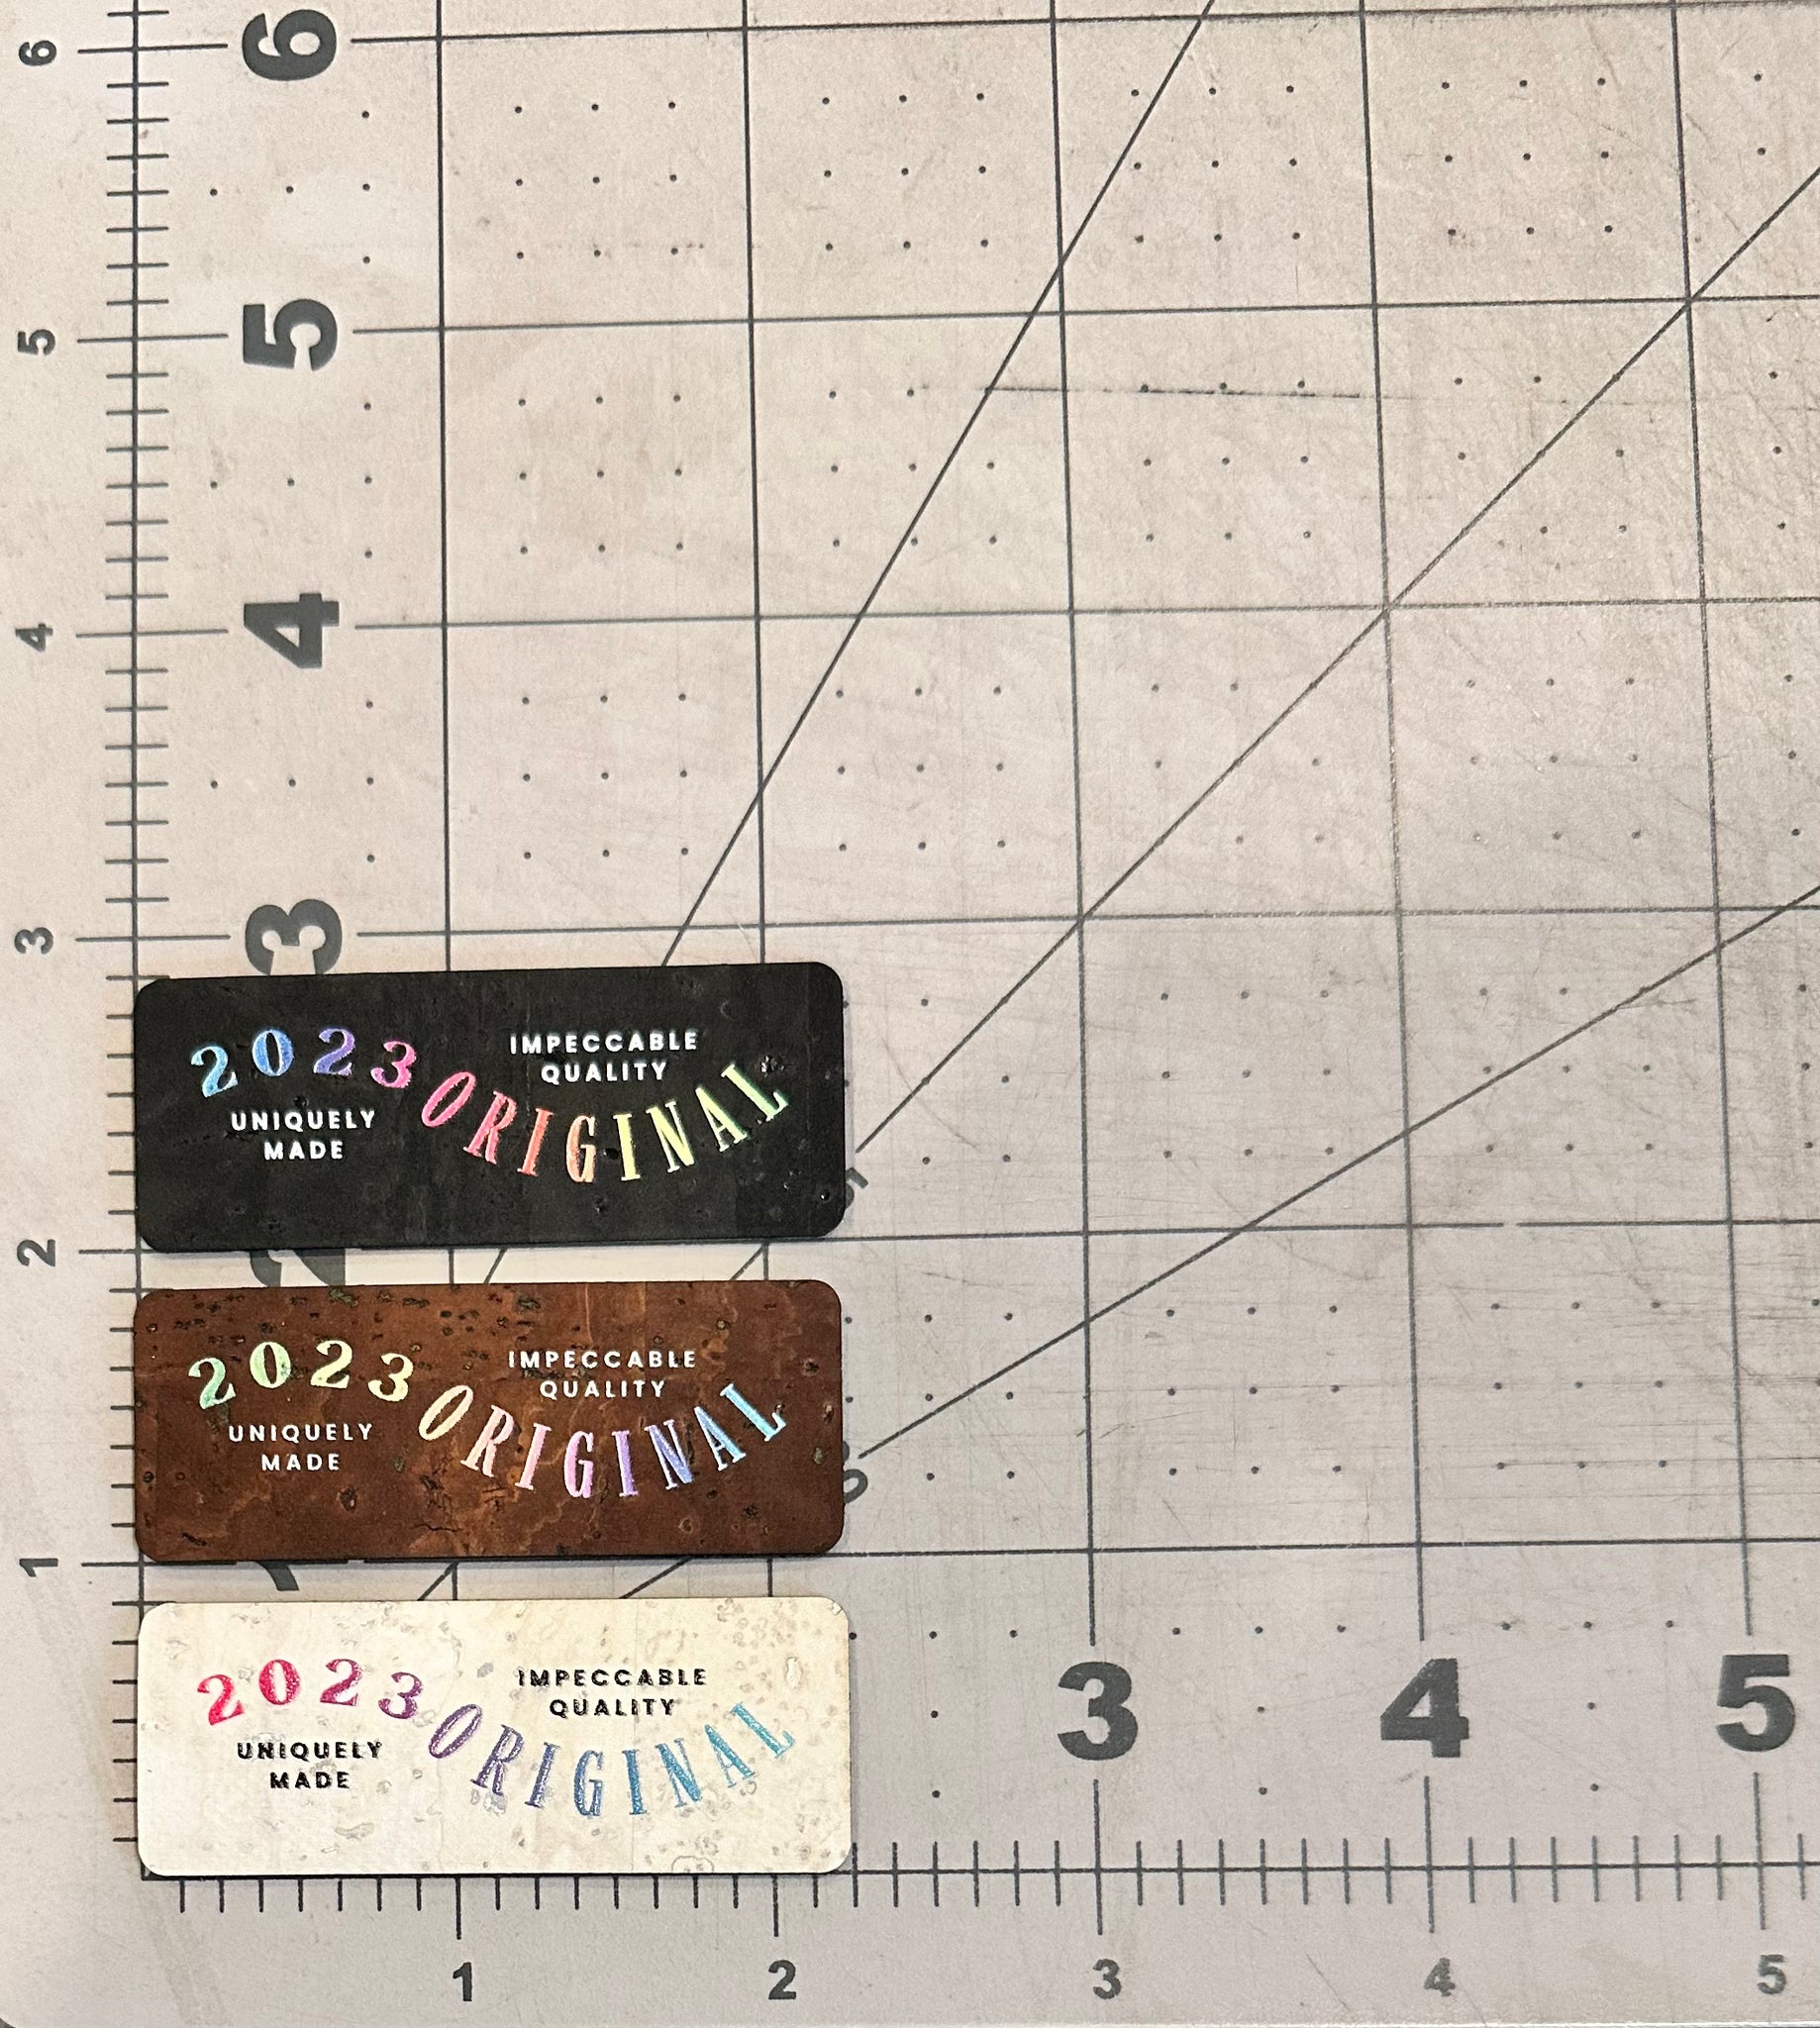 6
6
5
5
4
4
3
3
2023
IMPECCABLE
QUALITY
UNIQUELY
MADE
ORIGINAL
2
2
2023
IMPECCABLE
QUALITY
UNIQUELY
MADE
ORIGINAL
1
2023
IMPECCABLE
QUALITY
UNIQUELY
MADE
ORIGINAL
3 4 5
1 2 3 4 5